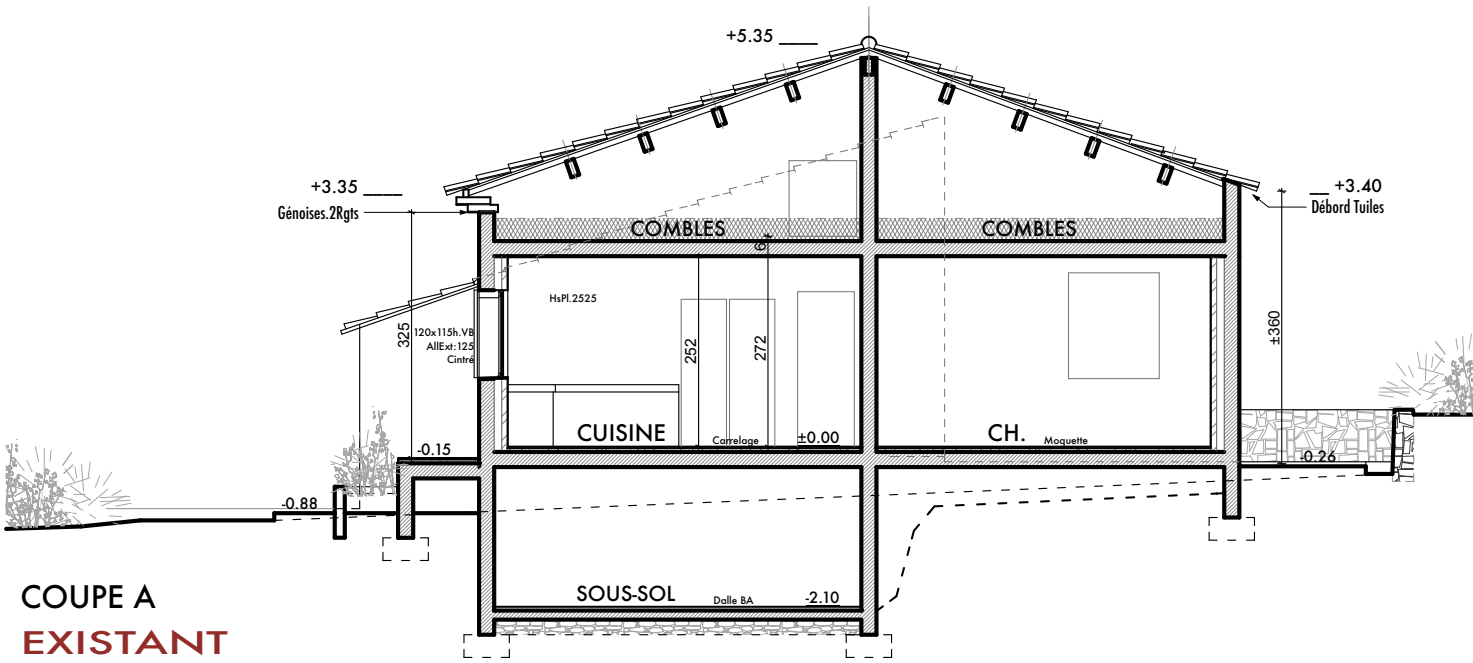 +5.35
+3.35
Génoises.2Rgts
+3.40
Débord Tuiles
COMBLES
COMBLES
HsPl.2525
325
120x115h.VB
AllExt:125
Cintré
252
272
±360
CUISINE
Carrelage
±0.00
CH.
Moquette
-0.15
-0.26
-0.88
SOUS-SOL
Dalle BA
-2.10
COUPE A
EXISTANT